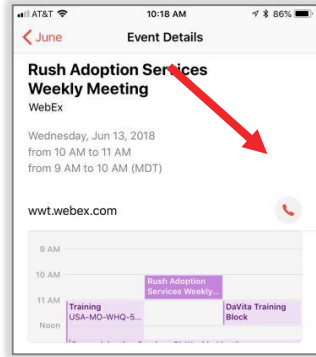 AT&T 10:18 AM 86%
June Event Details
Rush Adoption Services
Weekly Meeting
WebEx
Wednesday, Jun 13, 2018
from 10 AM to 11 AM
from 9 AM to 10 AM (MDT)
wwt.webex.com
9 AM
10 AM
Rush Adoption
Services Weekly...
11 AM
Training
USA-MO-WHQ-5...
DaVita Training
Block
Noon